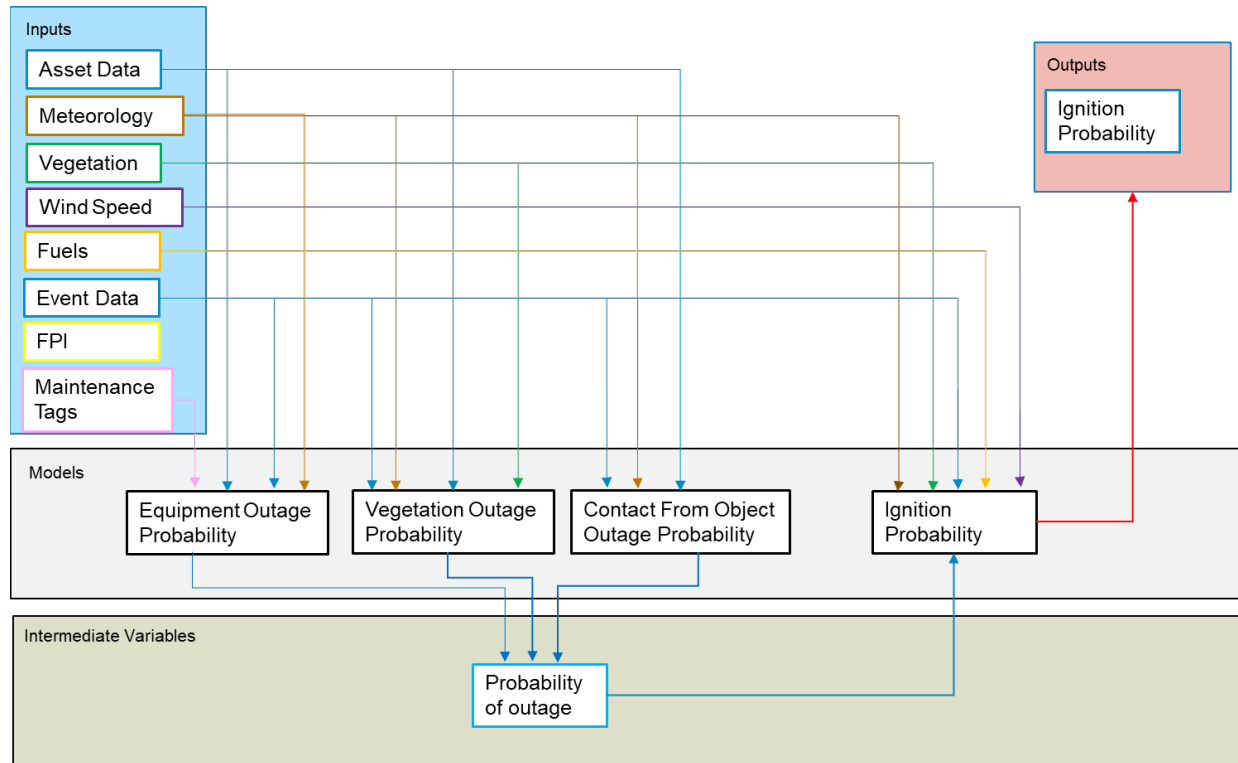 Inputs
Asset Data
Meteorology
Vegetation
Wind Speed
Fuels
Event Data
FPI
Maintenance
Tags
Outputs
Ignition
Probability
Models
Equipment Outage
Probability
Vegetation Outage
Probability
Contact From Object
Outage Probability
Ignition
Probability
Intermediate Variables
Probability
of outage